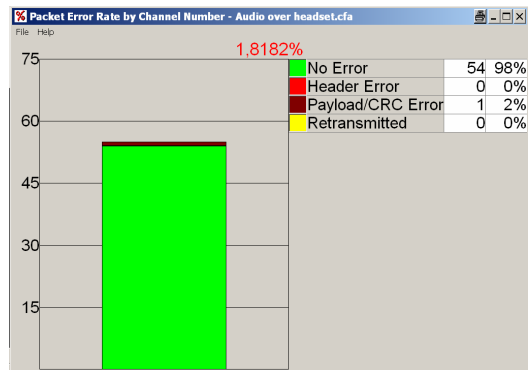 Packet Error Rate by Channel Number - Audio over headset.cfa
File Help
1,8182%
75
60
45
30
15
No Error 54 98%
Header Error 0 0%
Payload/CRC Error 1 2%
Retransmitted 0 0%